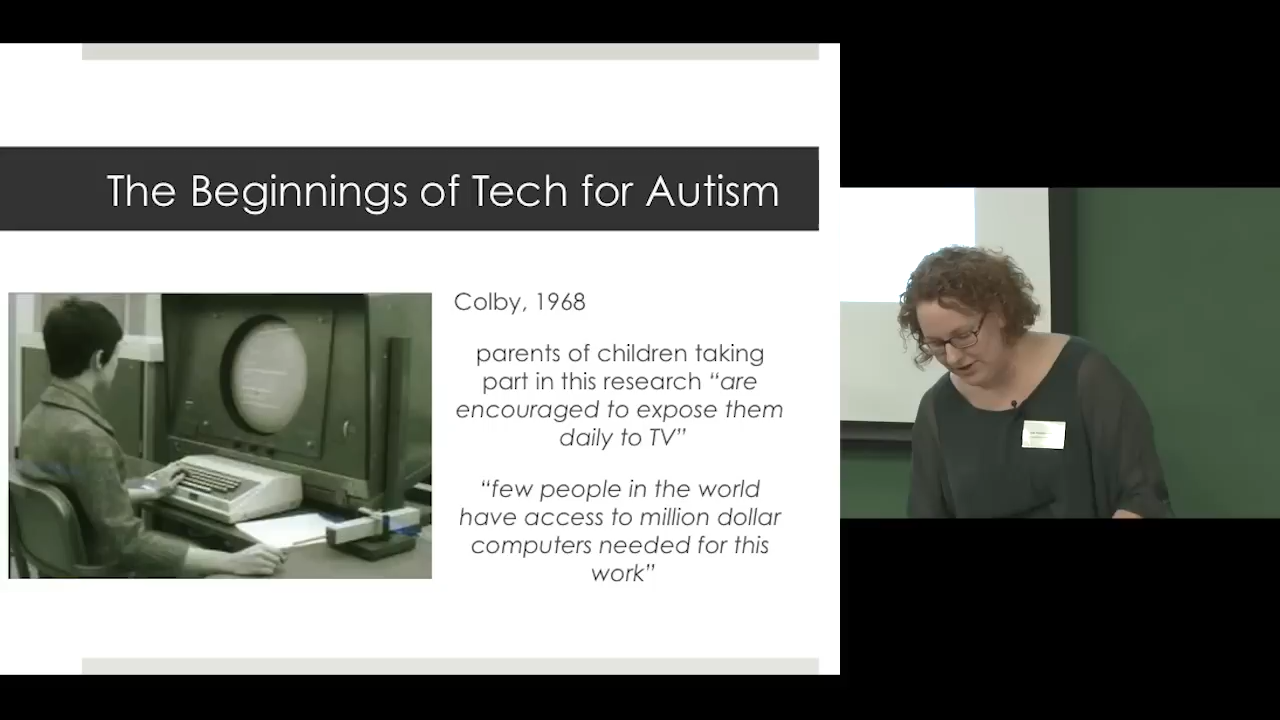 The Beginnings of Tech for Autism
Colby, 1968
parents of children taking
part in this research “are
encouraged to expose them
daily to TV”
“few people in the world
have access to million dollar
computers needed for this
work”